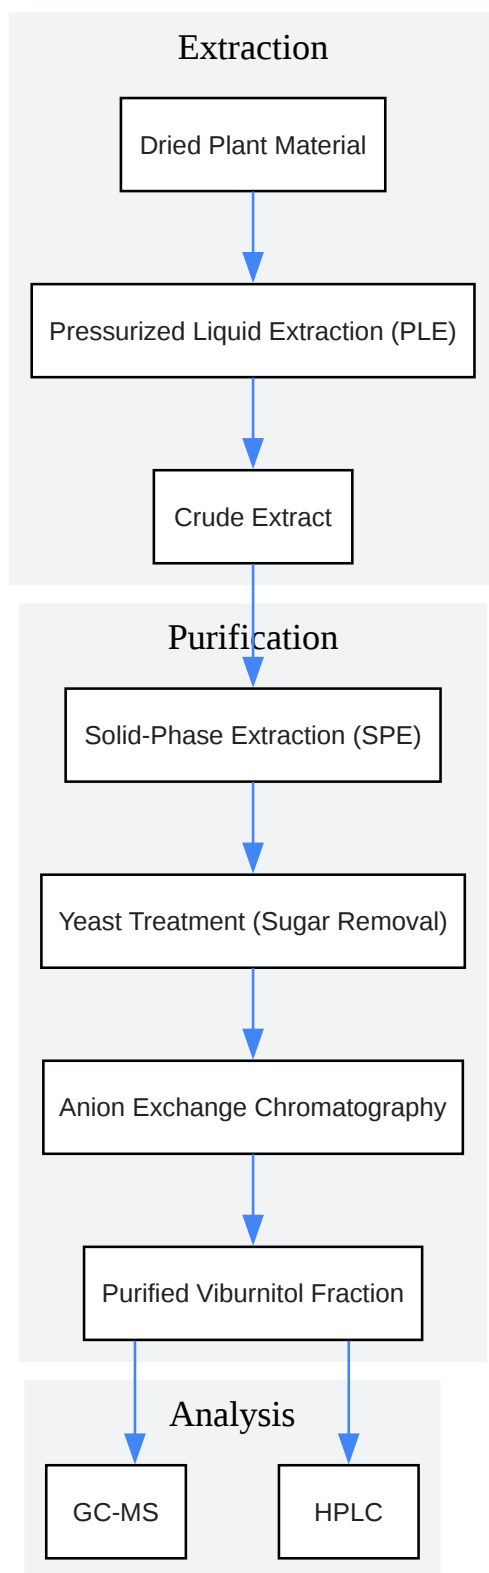 Extraction
Dried Plant Material
Pressurized Liquid Extraction (PLE)
Crude Extract
Purification
Solid-Phase Extraction (SPE)
Yeast Treatment (Sugar Removal)
Anion Exchange Chromatography
Purified Viburnitol Fraction
Analysis
GC-MS
HPLC